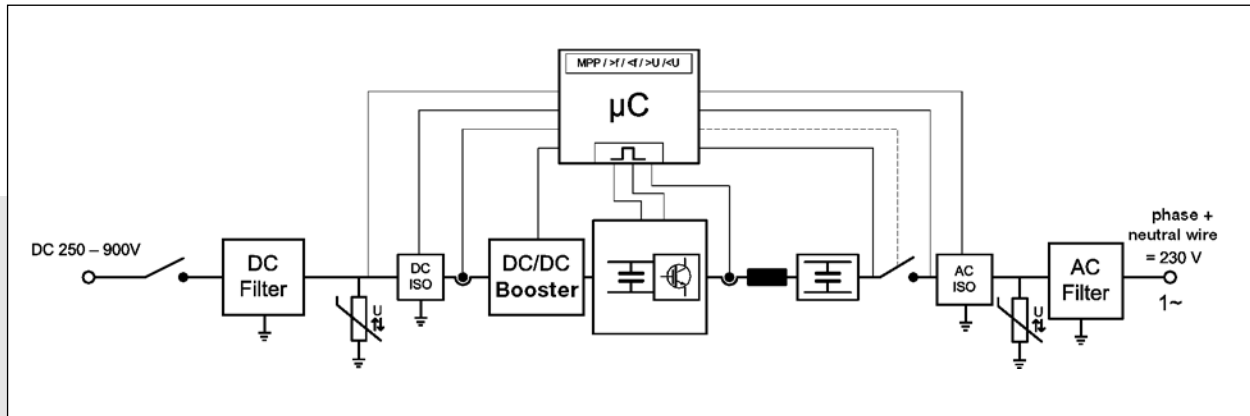 MPP / >f / <f / >U / <U
µC
DC 250 – 900V
DC
Filter
U
DC
ISO
DC/DC
Booster
AC
ISO
U
AC
Filter
phase +
neutral wire
= 230 V
1~